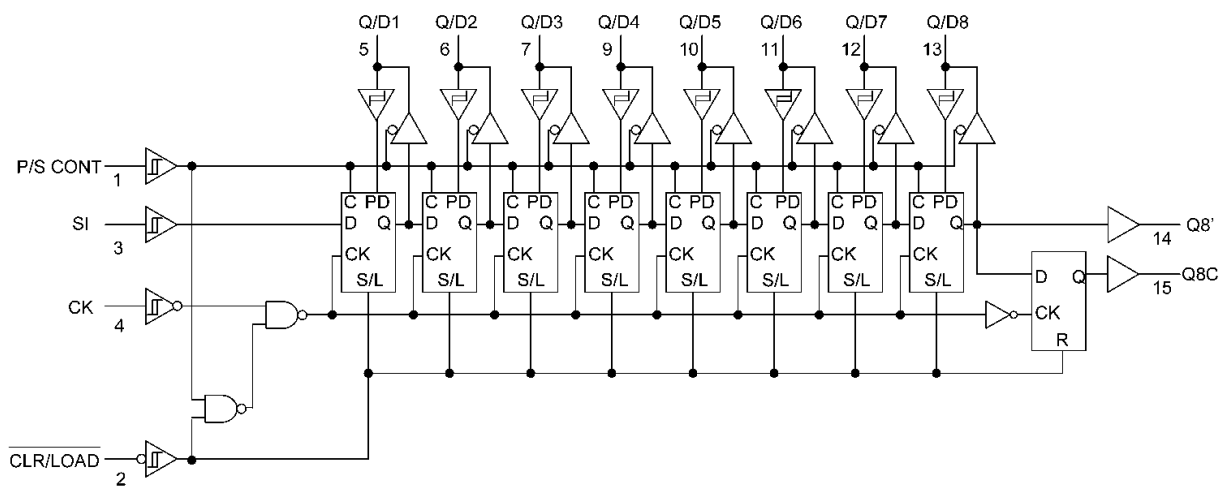 Q/D1 Q/D2 Q/D3 Q/D4 Q/D5 Q/D6 Q/D7 Q/D8
5 6 7 9 10 11 12 13
P/S CONT 1
C PD C PD C PD C PD C PD C PD C PD C PD
SI 3
D Q D Q D Q D Q D Q D Q D Q D Q
14 Q8'
CK CK CK CK CK CK CK CK
S/L S/L S/L S/L S/L S/L S/L S/L
D Q 15 Q8C
CK 4
CK
R
CLR/LOAD 2